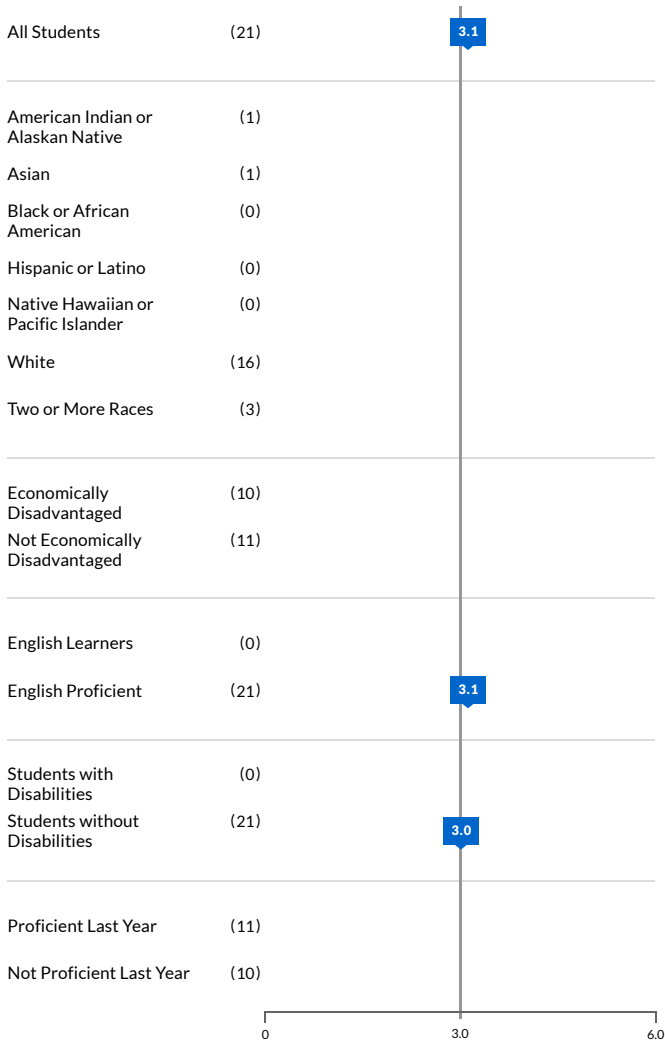 All Students (21) 3.1
American Indian or (1)
Alaskan Native
Asian (1)
Black or African (0)
American
Hispanic or Latino (0)
Native Hawaiian or (0)
Pacific Islander
White (16)
Two or More Races (3)
Economically (10)
Disadvantaged
Not Economically (11)
Disadvantaged
English Learners (0)
English Proficient (21) 3.1
Students with (0)
Disabilities
Students without (21) 3.0
Disabilities
Proficient Last Year (11)
Not Proficient Last Year (10)
0 3.0 6.0